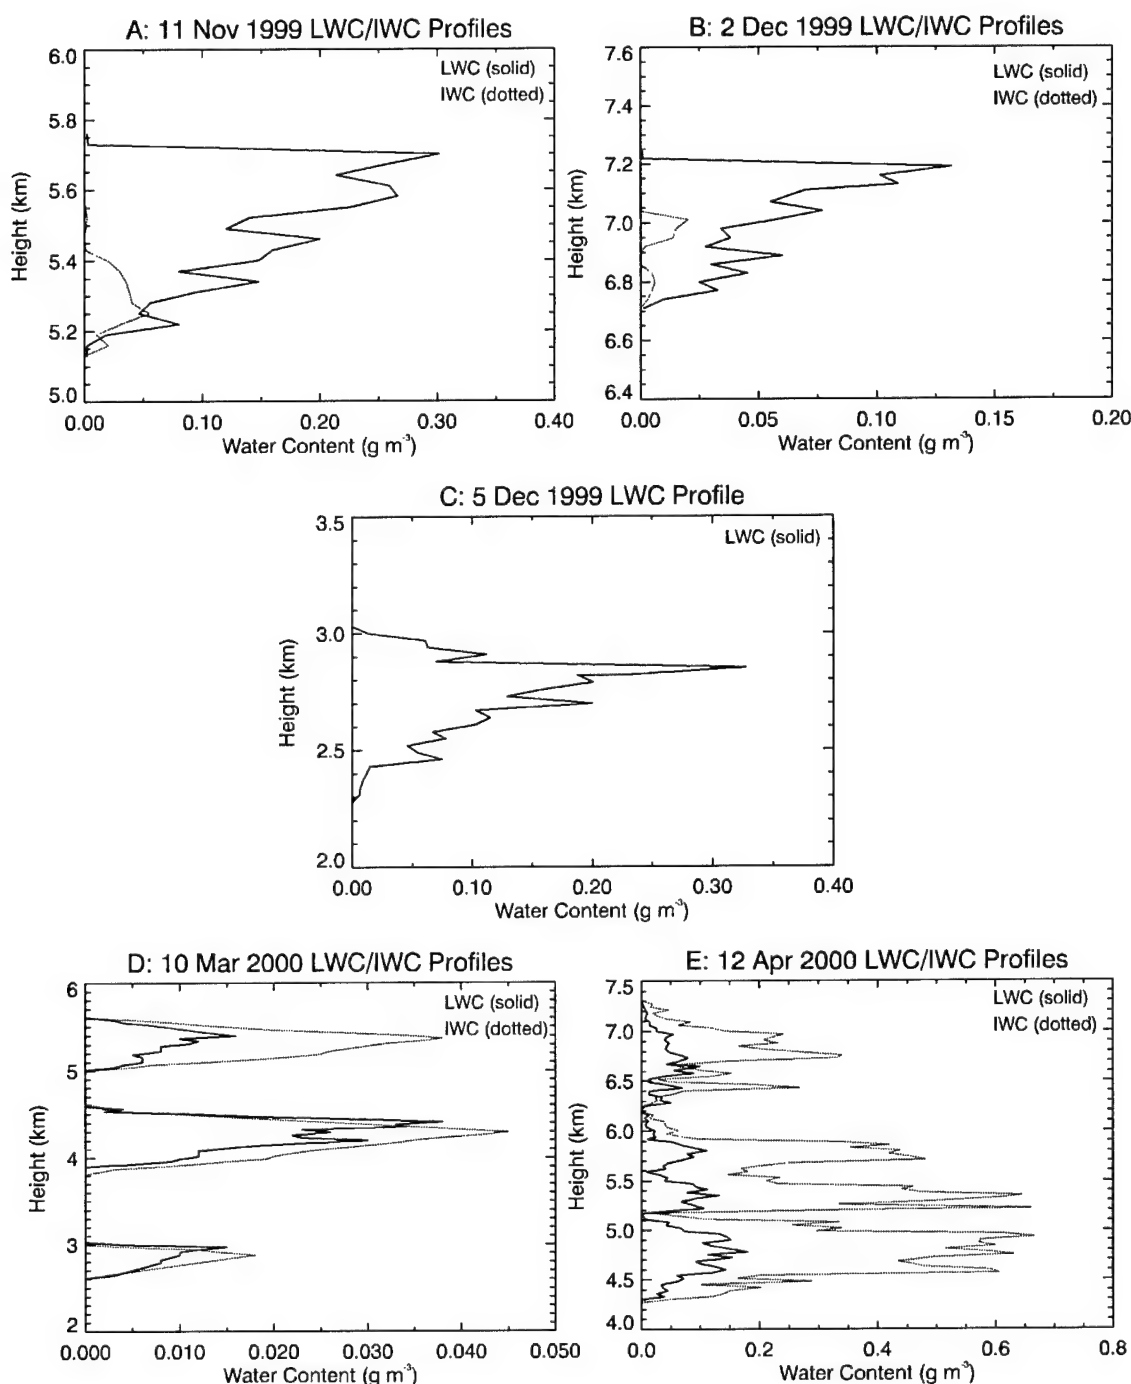 A: 11 Nov 1999 LWC/IWC Profiles
6.0
5.8
5.6
5.4
5.2
5.0
Height (km)
LWC (solid)
IWC (dotted)
0.00 0.10 0.20 0.30 0.40
Water Content (g m⁻³)
B: 2 Dec 1999 LWC/IWC Profiles
7.6
7.4
7.2
7.0
6.8
6.6
6.4
Height (km)
LWC (solid)
IWC (dotted)
0.00 0.05 0.10 0.15 0.20
Water Content (g m⁻³)
C: 5 Dec 1999 LWC Profile
3.5
3.0
2.5
2.0
Height (km)
LWC (solid)
0.00 0.10 0.20 0.30 0.40
Water Content (g m⁻³)
D: 10 Mar 2000 LWC/IWC Profiles
6
5
4
3
2
Height (km)
LWC (solid)
IWC (dotted)
0.000 0.010 0.020 0.030 0.040 0.050
Water Content (g m⁻³)
E: 12 Apr 2000 LWC/IWC Profiles
7.5
7.0
6.5
6.0
5.5
5.0
4.5
4.0
Height (km)
LWC (solid)
IWC (dotted)
0.0 0.2 0.4 0.6 0.8
Water Content (g m⁻³)